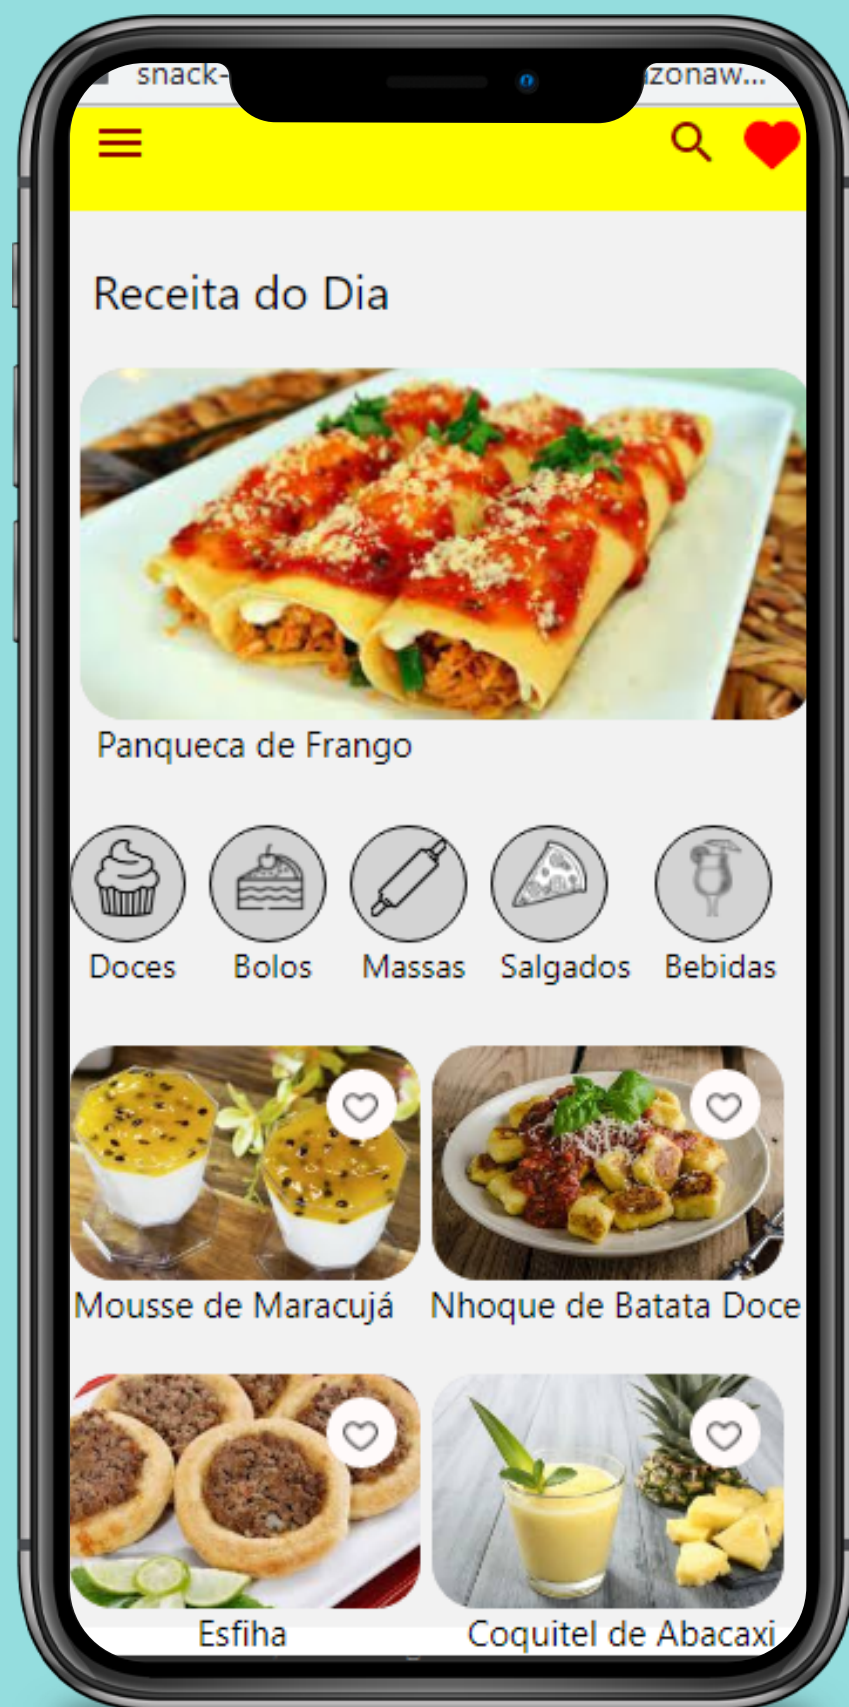 snack-
azonaw...
Receita do Dia
Panqueca de Frango
Doces Bolos Massas Salgados Bebidas
Mousse de Maracujá Nhoque de Batata Doce
Esfiha Coquitel de Abacaxi